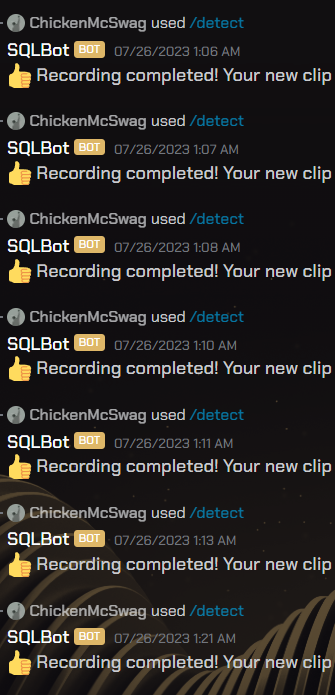 ChickenMcSwag used /detect
SQLBot BOT 07/26/2023 1:06 AM
👍 Recording completed! Your new clip
ChickenMcSwag used /detect
SQLBot BOT 07/26/2023 1:07 AM
👍 Recording completed! Your new clip
ChickenMcSwag used /detect
SQLBot BOT 07/26/2023 1:08 AM
👍 Recording completed! Your new clip
ChickenMcSwag used /detect
SQLBot BOT 07/26/2023 1:10 AM
👍 Recording completed! Your new clip
ChickenMcSwag used /detect
SQLBot BOT 07/26/2023 1:11 AM
👍 Recording completed! Your new clip
ChickenMcSwag used /detect
SQLBot BOT 07/26/2023 1:13 AM
👍 Recording completed! Your new clip
ChickenMcSwag used /detect
SQLBot BOT 07/26/2023 1:21 AM
👍 Recording completed! Your new clip